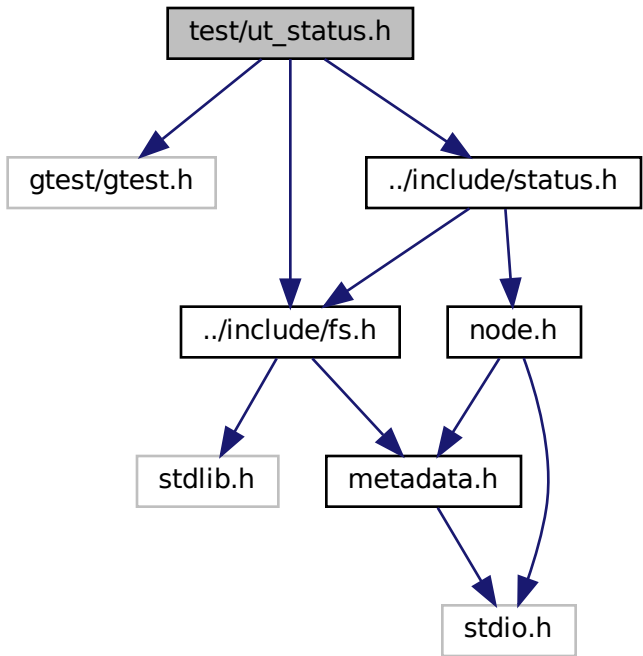 test/ut_status.h
gtest/gtest.h
../include/status.h
../include/fs.h
node.h
stdlib.h
metadata.h
stdio.h